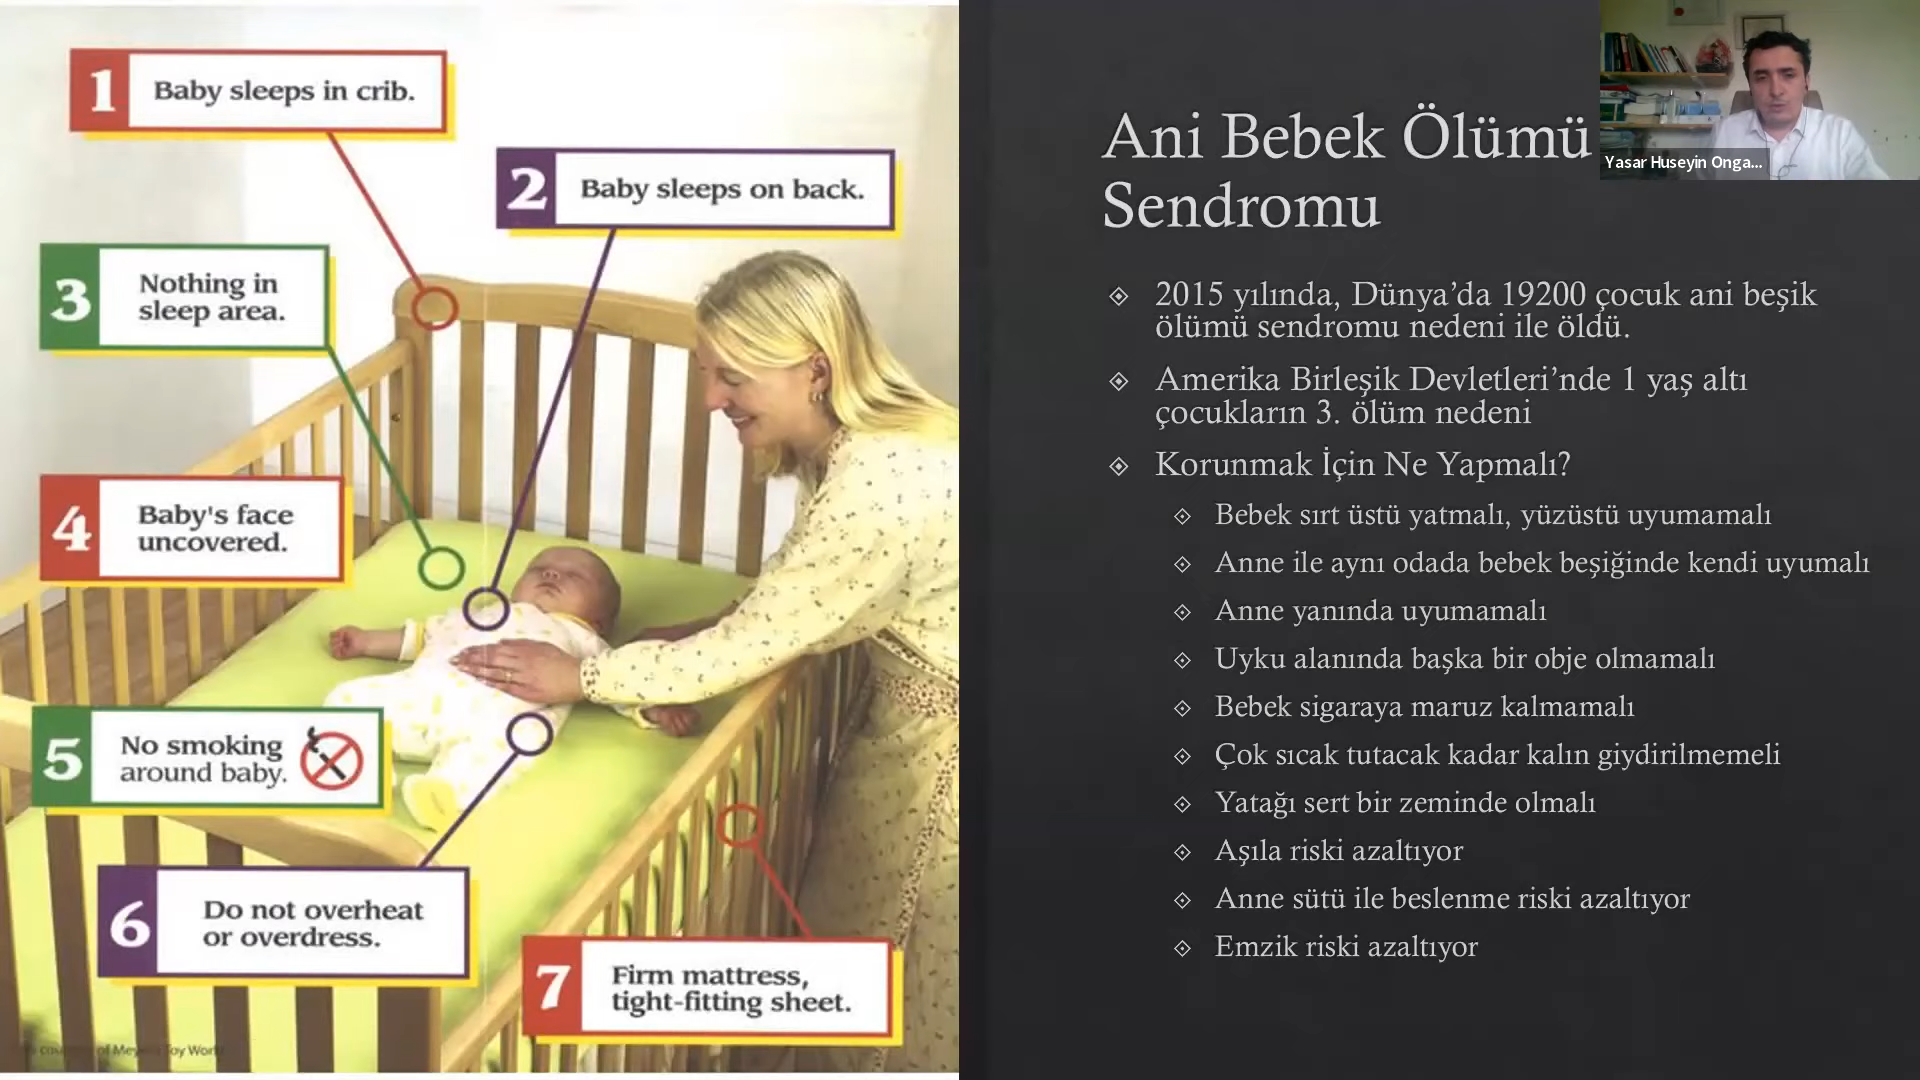 1
Baby sleeps in crib.
2
Baby sleeps on back.
3
Nothing in
sleep area.
4
Baby's face
uncovered.
5
No smoking
around baby.
6
Do not overheat
or overdress.
7
Firm mattress,
tight-fitting sheet.
of Toy World
Ani Bebek Ölümü
Sendromu
2015 yılında, Dünya’da 19200 çocuk ani beşik
ölümü sendromu nedeni ile öldü.
Amerika Birleşik Devletleri’nde 1 yaş altı
çocukların 3. ölüm nedeni
Korunmak İçin Ne Yapmalı?
Bebek sırt üstü yatmalı, yüzüstü uyumamalı
Anne ile aynı odada bebek beşiğinde kendi uyumalı
Anne yanında uyumamalı
Uyku alanında başka bir obje olmamalı
Bebek sigaraya maruz kalmamalı
Çok sıcak tutacak kadar kalın giydirilmemeli
Yatağı sert bir zeminde olmalı
Aşıla riski azaltıyor
Anne sütü ile beslenme riski azaltıyor
Emzik riski azaltıyor
Yasar Huseyin Onga...